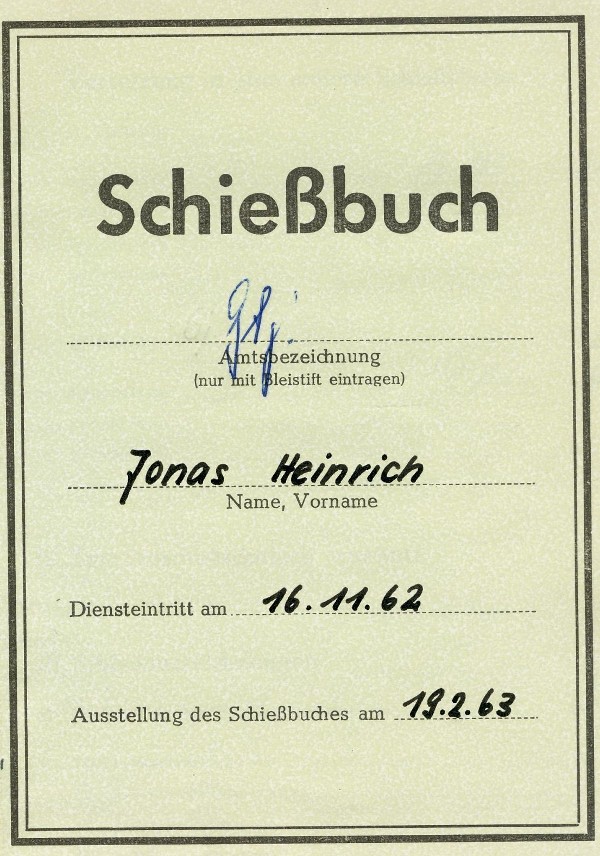 Schießbuch
Amtsbezeichnung
(nur mit Bleistift eintragen)
Jonas Heinrich
Name, Vorname
Diensteintritt am 16.11.62
Ausstellung des Schießbuches am 19.2.63